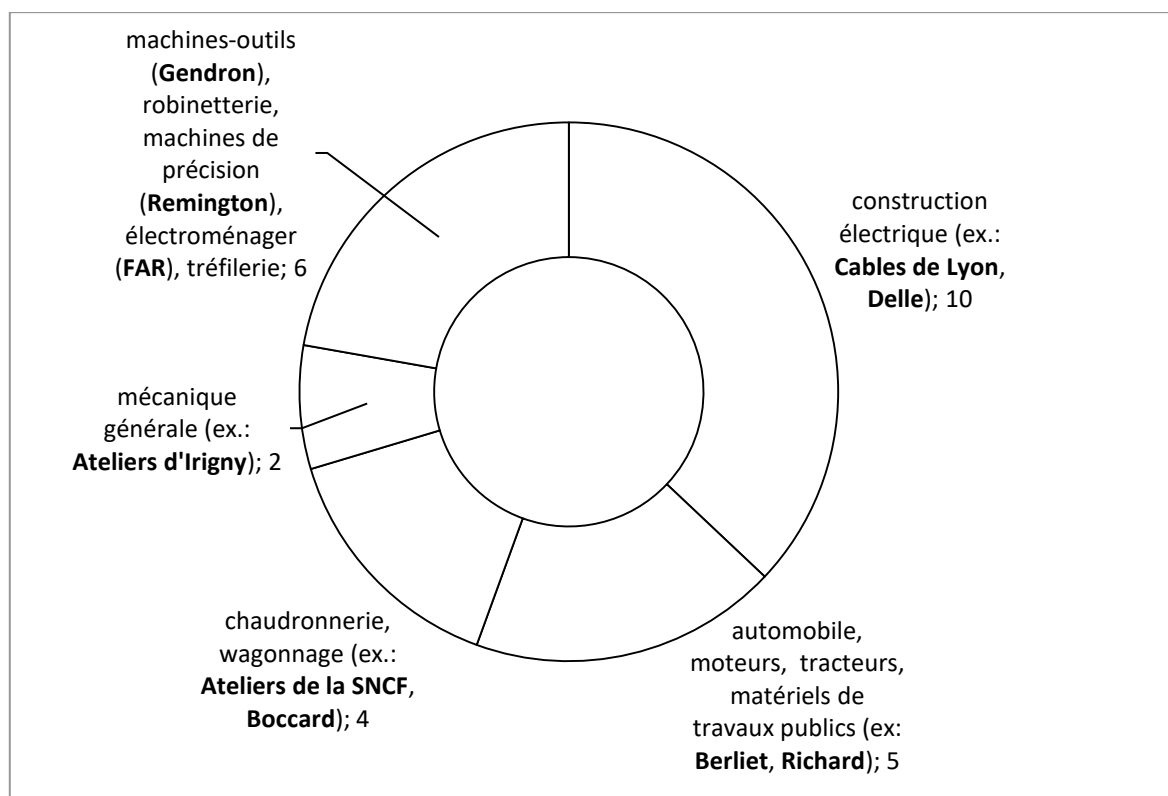 machines-outils
(Gendron),
robinetterie,
machines de
précision
(Remington),
électroménager
(FAR), tréfilerie; 6
construction
électrique (ex.:
Cables de Lyon,
Delle); 10
mécanique
générale (ex.:
Ateliers d'Irigny); 2
chaudronnerie,
wagonnage (ex.:
Ateliers de la SNCF,
Boccard); 4
automobile,
moteurs, tracteurs,
matériels de
travaux publics (ex:
Berliet, Richard); 5